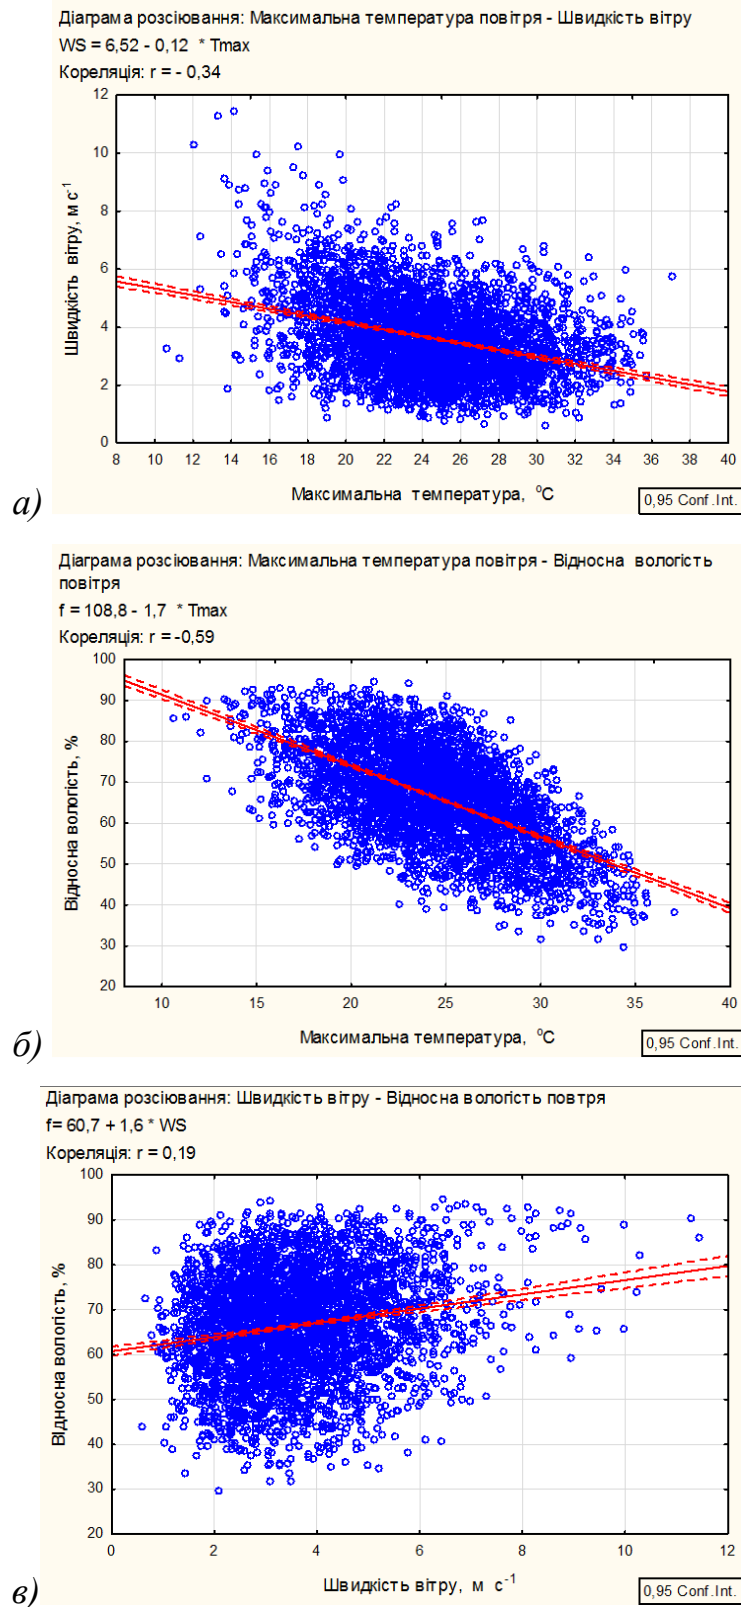 Діаграма розсіювання: Максимальна температура повітря - Швидкість вітру
WS = 6,52 - 0,12 * Tmax
Кореляція: r = - 0,34
12
10
8
6
4
2
0
Швидкість вітру, м с⁻¹
8 10 12 14 16 18 20 22 24 26 28 30 32 34 36 38 40
Максимальна температура, ºC
0,95 Conf.Int.
а)
Діаграма розсіювання: Максимальна температура повітря - Відносна вологість
повітря
f = 108,8 - 1,7 * Tmax
Кореляція: r = -0,59
100
90
80
70
60
50
40
30
20
Відносна вологість, %
10 15 20 25 30 35 40
Максимальна температура, ºC
0,95 Conf.Int.
б)
Діаграма розсіювання: Швидкість вітру - Відносна вологість повтря
f= 60,7 + 1,6 * WS
Кореляція: r = 0,19
100
90
80
70
60
50
40
30
20
Відносна вологість, %
0 2 4 6 8 10 12
Швидкість вітру, м с⁻¹
0,95 Conf.Int.
в)